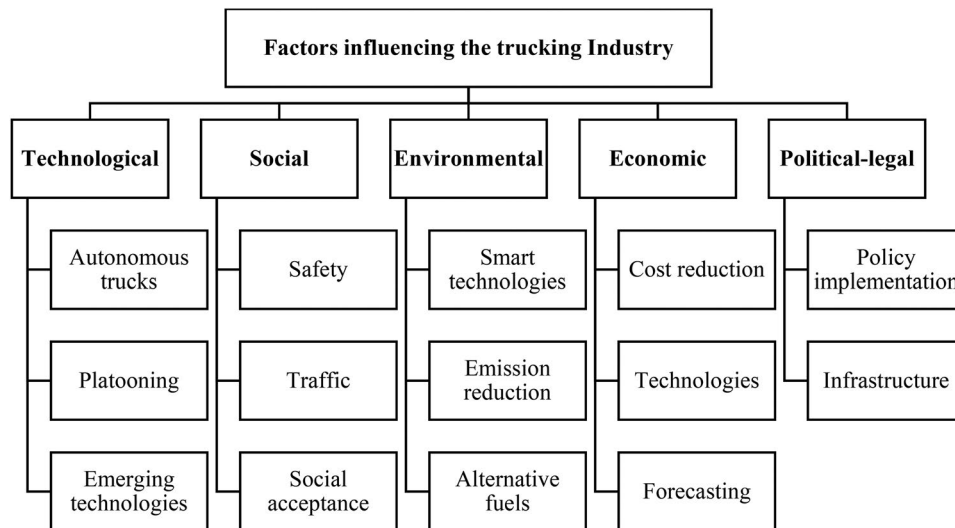 Factors influencing the trucking Industry
Technological
Social
Environmental
Economic
Political-legal
Autonomous
trucks
Safety
Smart
technologies
Cost reduction
Policy
implementation
Platooning
Traffic
Emission
reduction
Technologies
Infrastructure
Emerging
technologies
Social
acceptance
Alternative
fuels
Forecasting